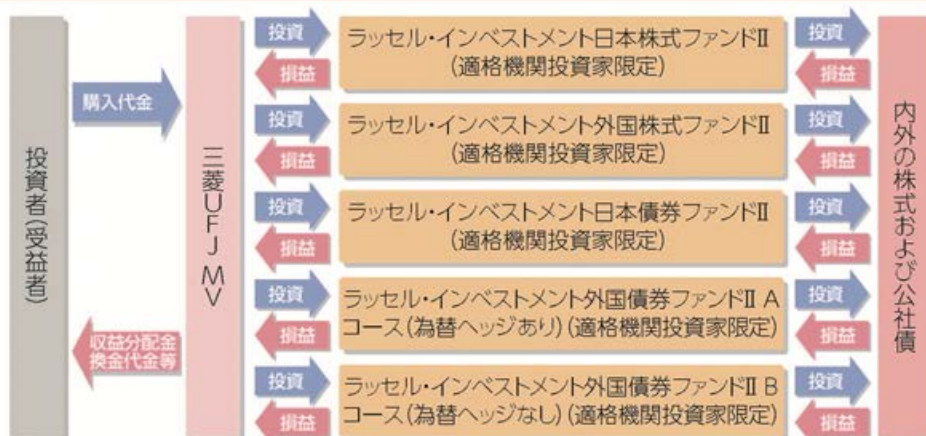 投資者(受益者)
購入代金
収益分配金
換金代金等
三菱UFJ MV
投資
損益
ラッセル・インベストメント日本株式ファンドⅡ
(適格機関投資家限定)
投資
損益
投資
損益
ラッセル・インベストメント外国株式ファンドⅡ
(適格機関投資家限定)
投資
損益
投資
損益
ラッセル・インベストメント日本債券ファンドⅡ
(適格機関投資家限定)
投資
損益
投資
損益
ラッセル・インベストメント外国債券ファンドⅡ A
コース(為替ヘッジあり)(適格機関投資家限定)
投資
損益
投資
損益
ラッセル・インベストメント外国債券ファンドⅡ B
コース(為替ヘッジなし)(適格機関投資家限定)
投資
損益
内外の株式および公社債